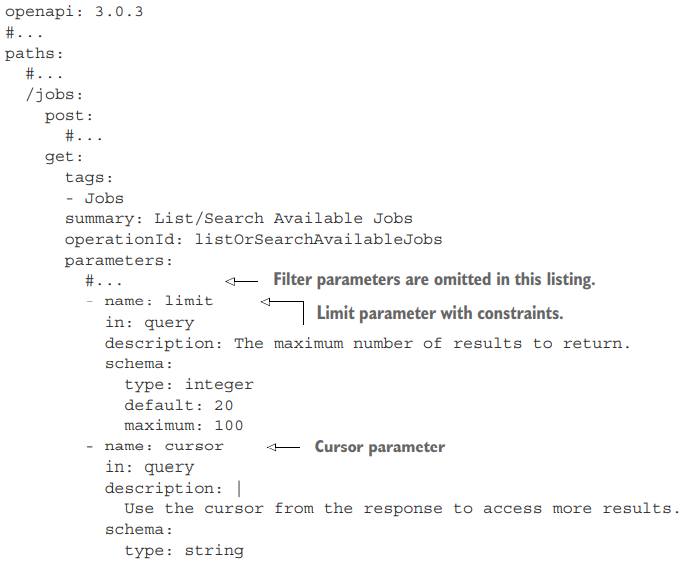 openapi: 3.0.3
#...
paths:
  #...
  /jobs:
    post:
      #...
    get:
      tags:
      - Jobs
      summary: List/Search Available Jobs
      operationId: listOrSearchAvailableJobs
      parameters:
        #... Filter parameters are omitted in this listing.
        - name: limit
Limit parameter with constraints.
          in: query
          description: The maximum number of results to return.
          schema:
            type: integer
            default: 20
            maximum: 100
        - name: cursor Cursor parameter
          in: query
          description: |
            Use the cursor from the response to access more results.
          schema:
            type: string